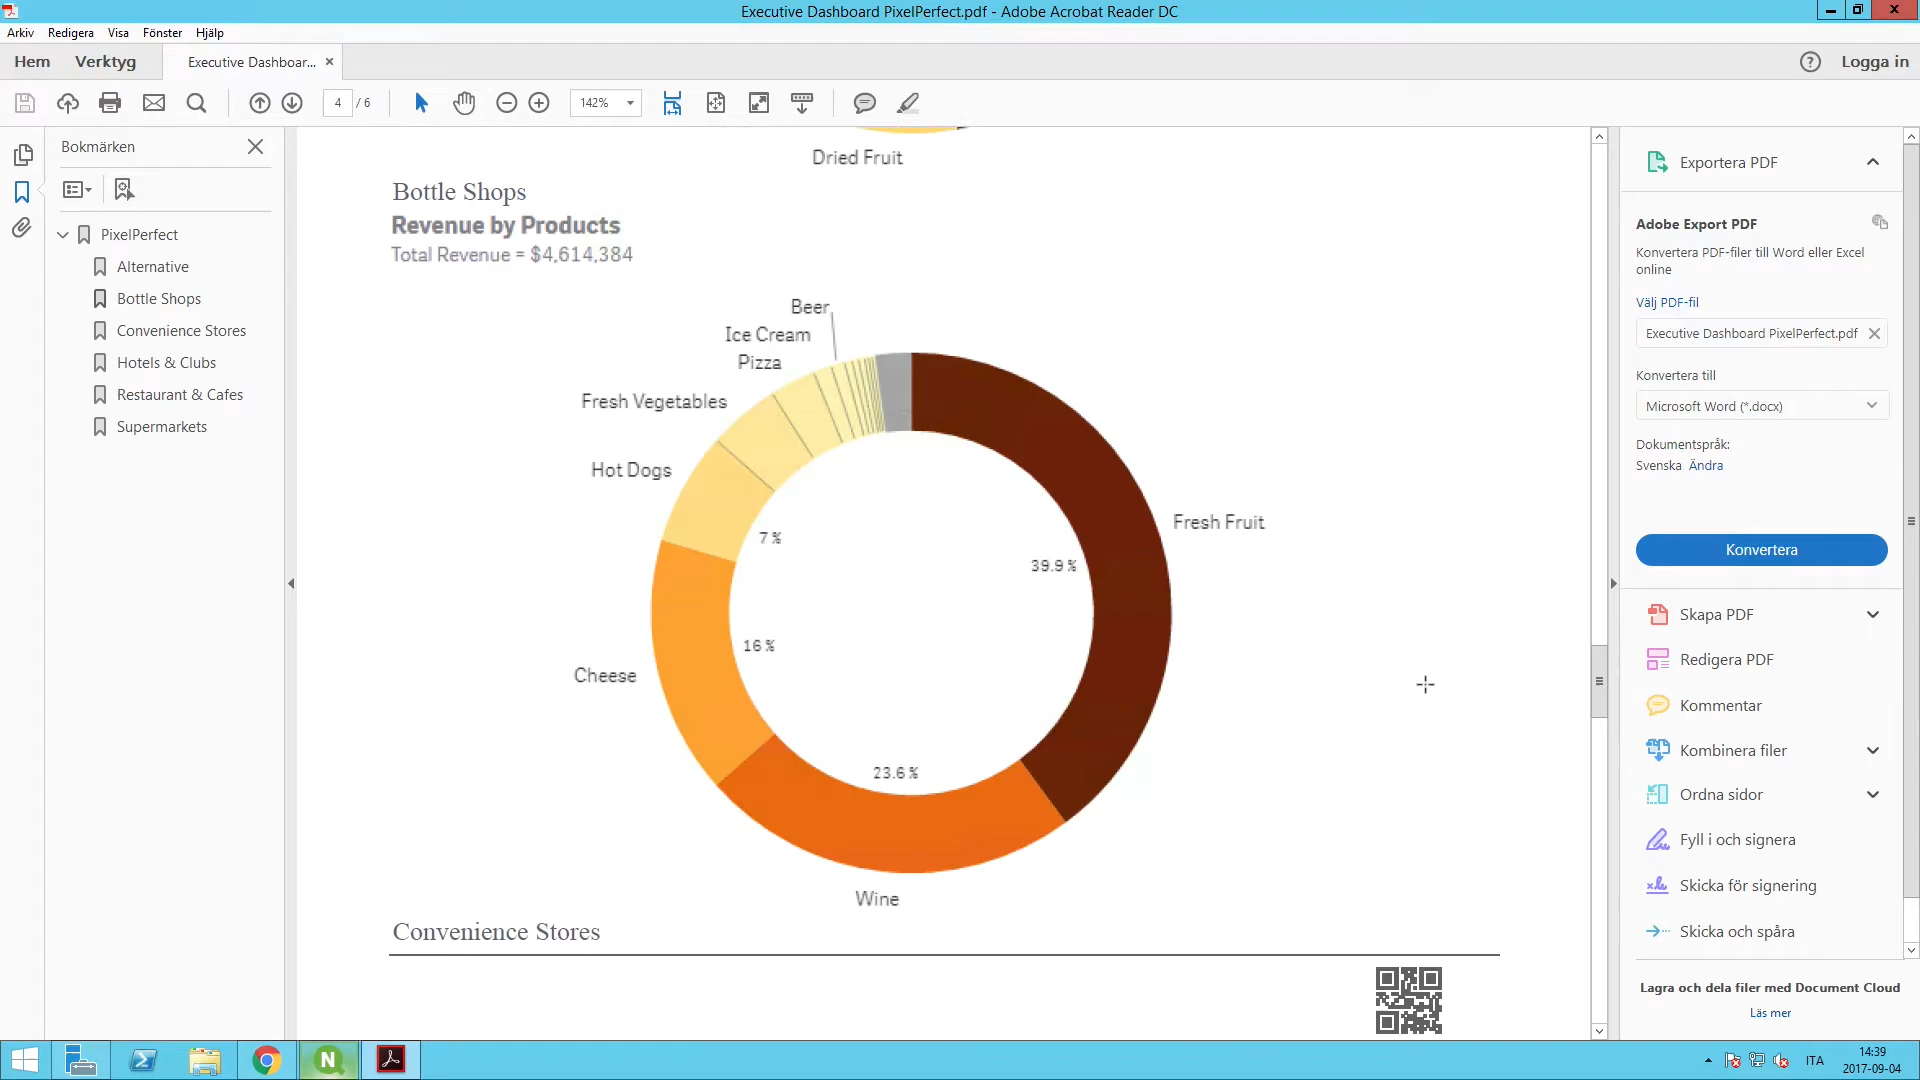 Executive Dashboard PixelPerfect.pdf - Adobe Acrobat Reader DC
Arkiv Redigera Visa Fönster Hjälp
Hem Verktyg Executive Dashboar... Logga in
4 / 6 142%
Bokmärken
PixelPerfect
Alternative
Bottle Shops
Convenience Stores
Hotels & Clubs
Restaurant & Cafes
Supermarkets
Dried Fruit
Bottle Shops
Revenue by Products
Total Revenue = $4,614,384
Beer
Ice Cream
Pizza
Fresh Vegetables
Hot Dogs
Fresh Fruit
7 %
39.9 %
16 %
Cheese
23.6 %
Wine
Convenience Stores
Exportera PDF
Adobe Export PDF
Konvertera PDF-filer till Word eller Excel
online
Välj PDF-fil
Executive Dashboard PixelPerfect.pdf
Konvertera till
Microsoft Word (*.docx)
Dokumentspråk:
Svenska Ändra
Konvertera
Skapa PDF
Redigera PDF
Kommentar
Kombinera filer
Ordna sidor
Fyll i och signera
Skicka för signering
Skicka och spåra
Lagra och dela filer med Document Cloud
Läs mer
ITA
14:39
2017-09-04